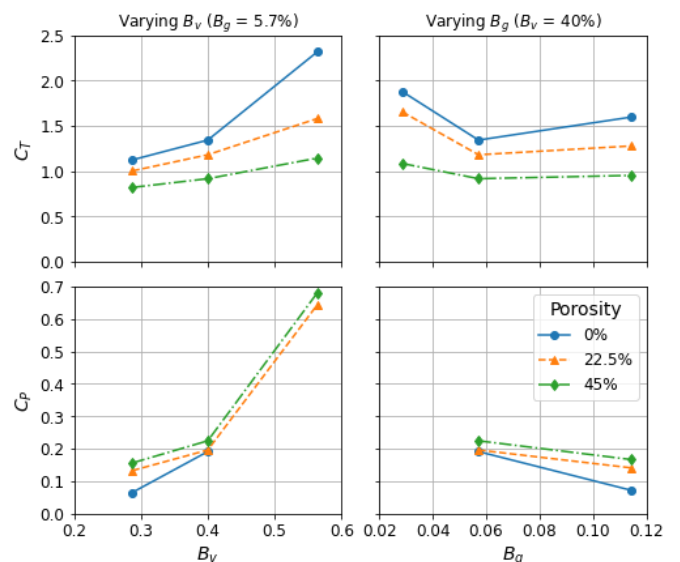 Varying B_v (B_g = 5.7%)
Varying B_g (B_v = 40%)
2.5
2.0
1.5
1.0
0.5
0.0
C_T
0.7
0.6
0.5
0.4
0.3
0.2
0.1
0.0
C_P
Porosity
0%
22.5%
45%
0.2 0.3 0.4 0.5 0.6
0.02 0.04 0.06 0.08 0.10 0.12
B_v
B_g